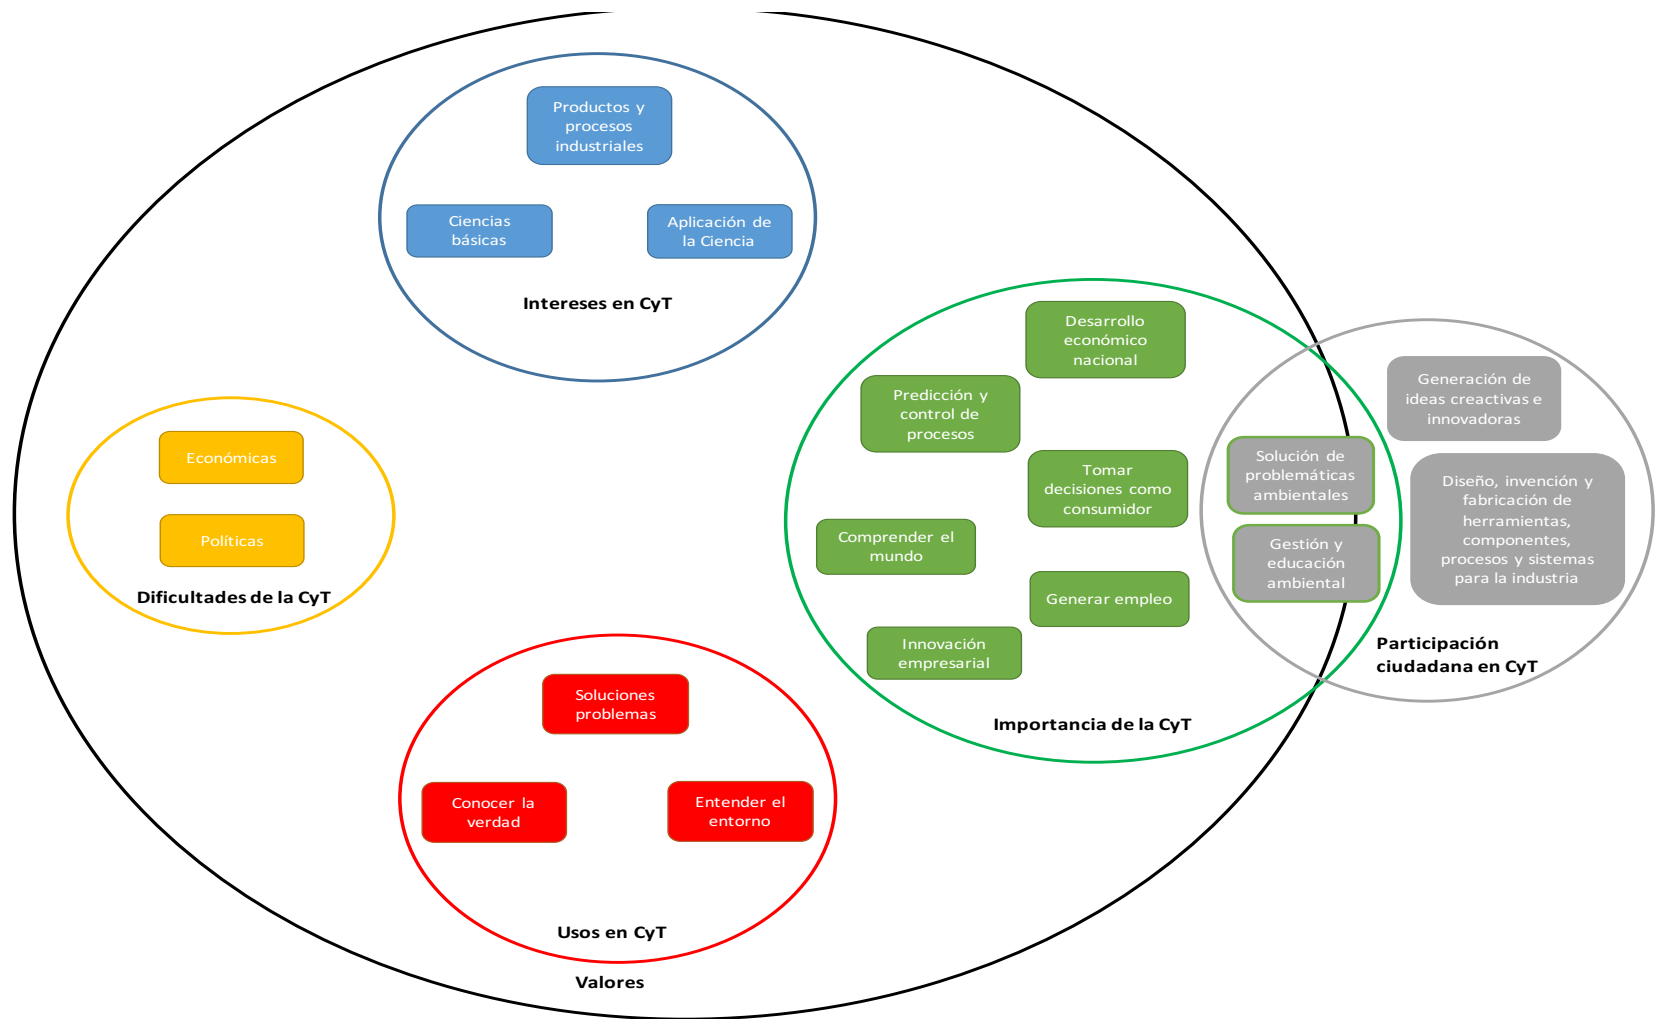 Productos y
procesos
industriales
Ciencias
básicas
Aplicación de
la Ciencia
Intereses en CyT
Económicas
Políticas
Dificultades de la CyT
Desarrollo
económico
nacional
Predicción y
control de
procesos
Tomar
decisiones como
consumidor
Comprender el
mundo
Generar empleo
Innovación
empresarial
Importancia de la CyT
Solución de
problemáticas
ambientales
Gestión y
educación
ambiental
Generación de
ideas creactivas e
innovadoras
Diseño, invención y
fabricación de
herramientas,
componentes,
procesos y sistemas
para la industria
Participación
ciudadana en CyT
Soluciones
problemas
Conocer la
verdad
Entender el
entorno
Usos en CyT
Valores